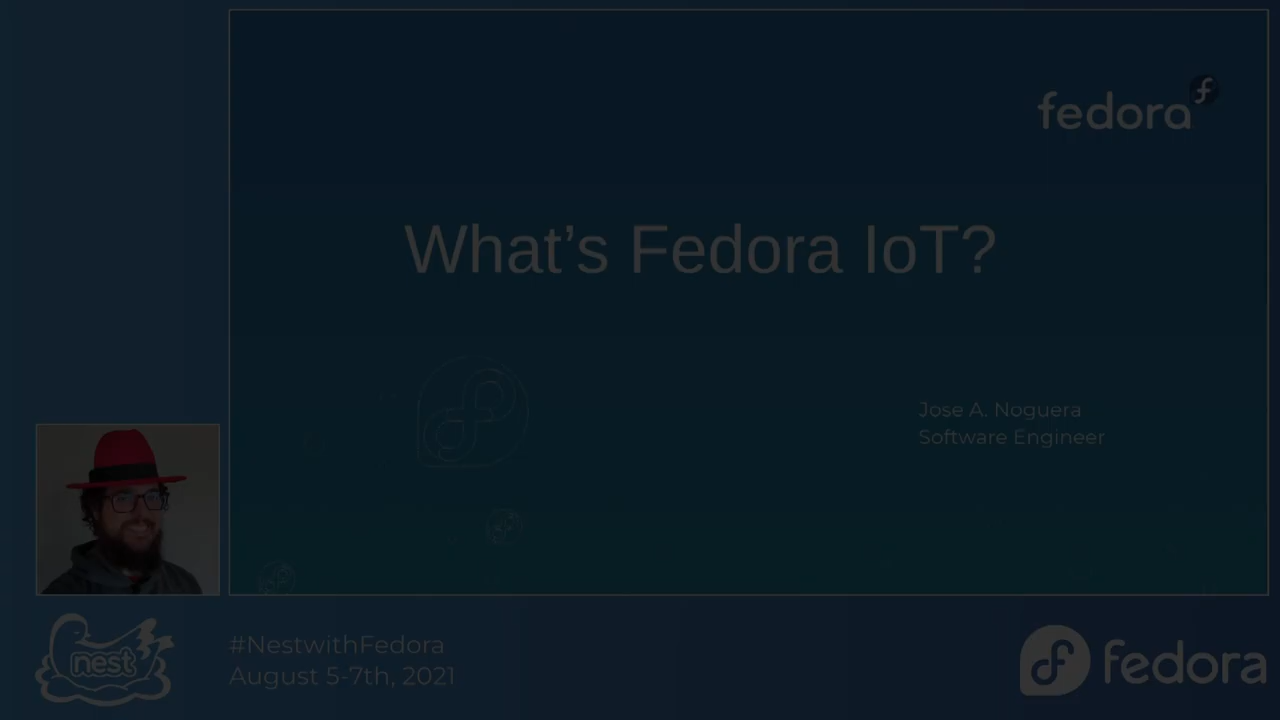 fedora
What's Fedora IoT?
Jose A. Noguera
Software Engineer
nest
#NestwithFedora
August 5-7th, 2021
fedora